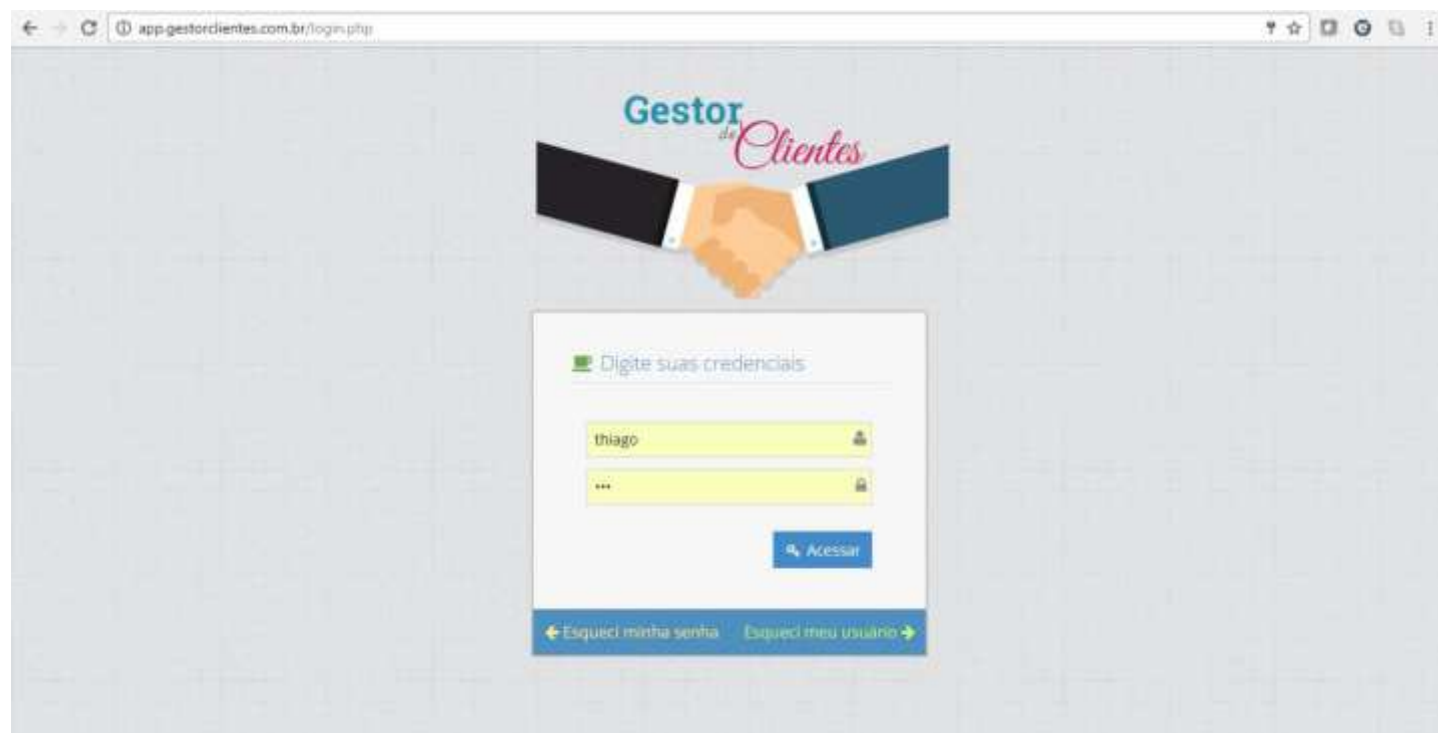 app.gestorclientes.com.br/login.php
Gestor
de
Clientes
Digite suas credenciais
thiago
•••
Acessar
Esqueci minha senha Esqueci meu usuário